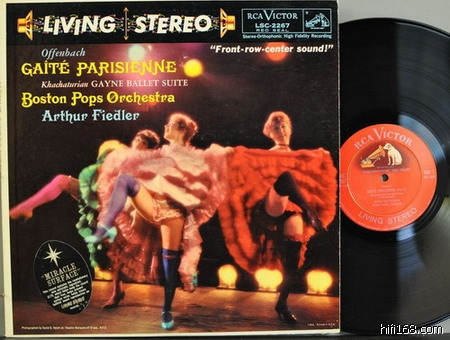 LIVING STEREO
RCA VICTOR
LSC-2267
RED SEAL
Stereo-Orthophonic High Fidelity Recording
"Front-row-center sound!"
Offenbach
GAÎTÉ PARISIENNE
Khachaturian GAYNE BALLET SUITE
Boston Pops Orchestra
Arthur Fiedler
"MIRACLE
SURFACE"
RCA VICTOR
LIVING STEREO
hifi168.com